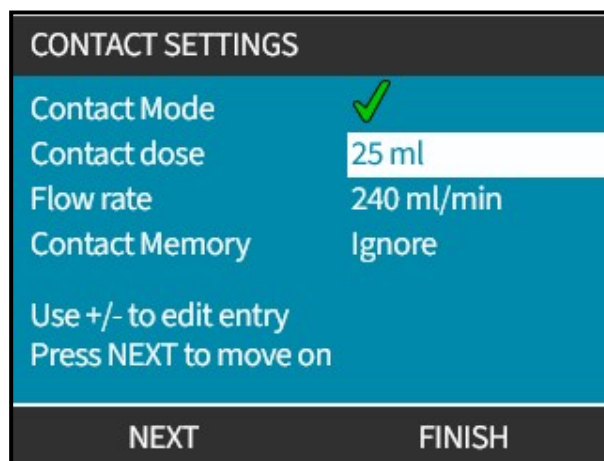 CONTACT SETTINGS
Contact Mode
Contact dose 25 ml
Flow rate 240 ml/min
Contact Memory Ignore
Use +/- to edit entry
Press NEXT to move on
NEXT FINISH